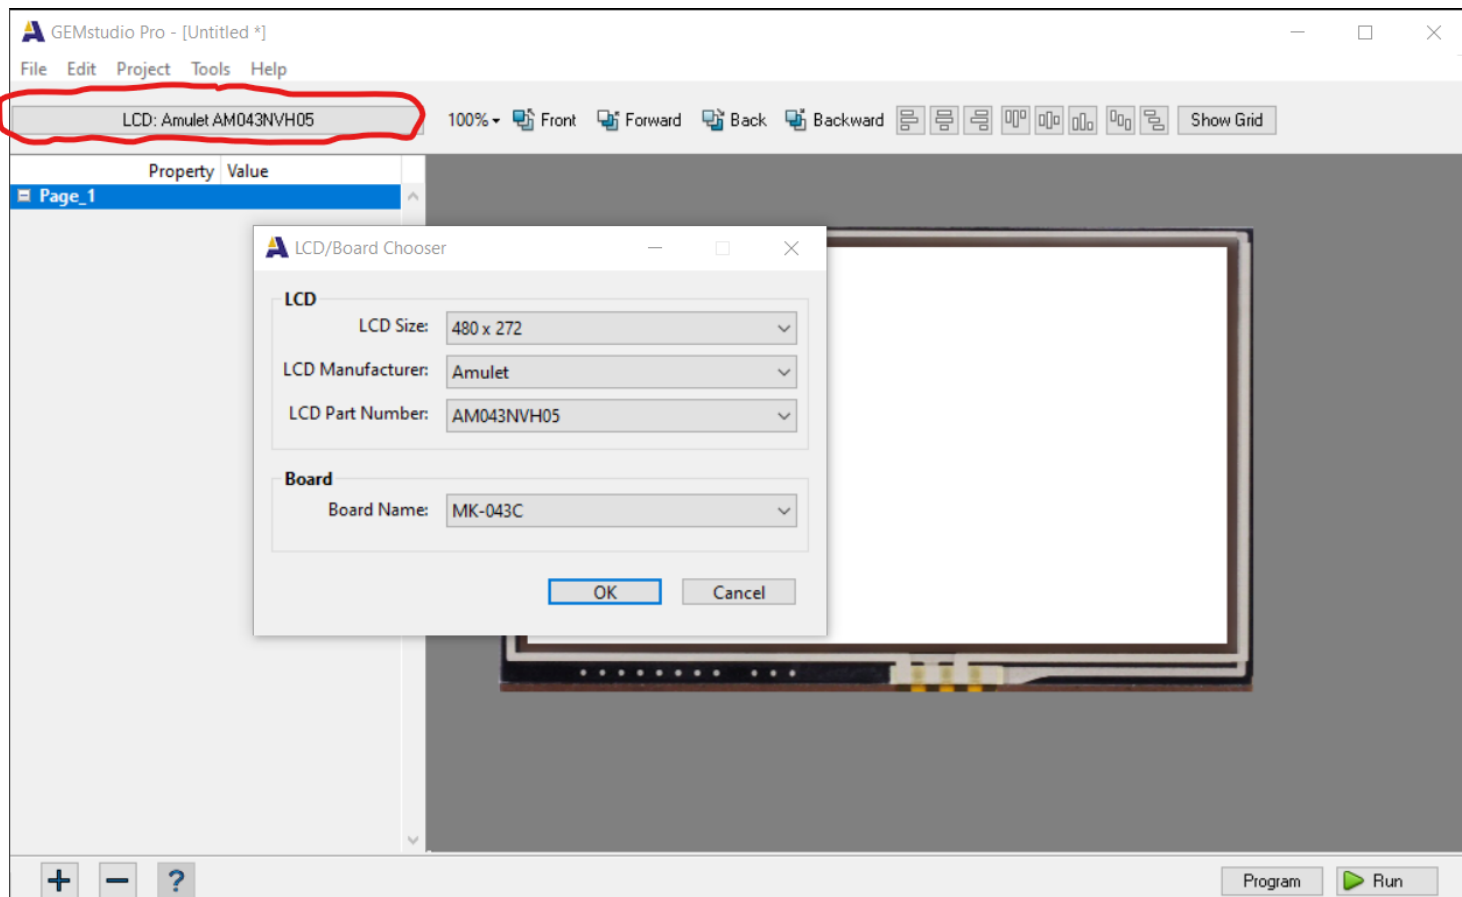 GEMstudio Pro - [Untitled *]
File Edit Project Tools Help
LCD: Amulet AM043NVH05
100% Front Forward Back Backward Show Grid
Property Value
Page_1
LCD/Board Chooser
LCD
LCD Size: 480 x 272
LCD Manufacturer: Amulet
LCD Part Number: AM043NVH05
Board
Board Name: MK-043C
OK Cancel
Program Run